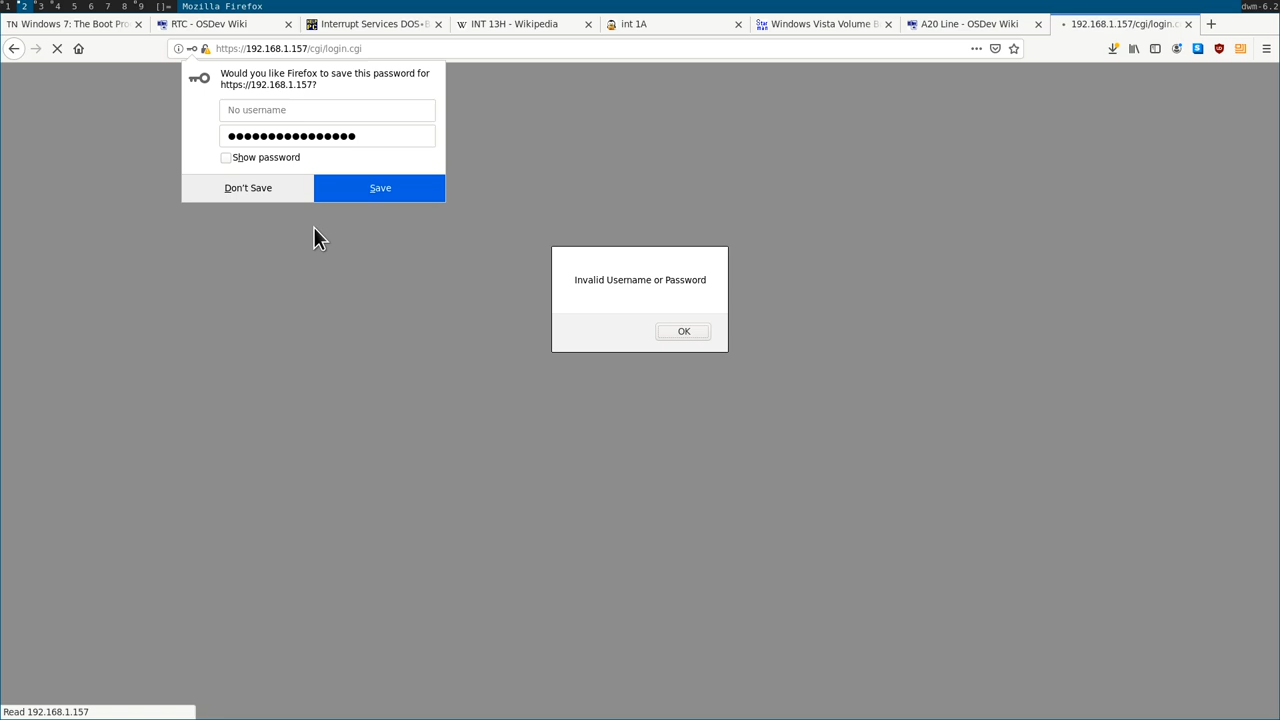 1 2 3 4 5 6 7 8 9 []= Mozilla Firefox dwm-6.2
TN Windows 7: The Boot Pro RTC - OSDev Wiki Interrupt Services DOS INT 13H - Wikipedia int 1A Windows Vista Volume B A20 Line - OSDev Wiki 192.168.1.157/cgi/login.c
https://192.168.1.157/cgi/login.cgi
Would you like Firefox to save this password for
https://192.168.1.157?
No username
●●●●●●●●●●●●●●●●
Show password
Don't Save Save
Invalid Username or Password
OK
Read 192.168.1.157